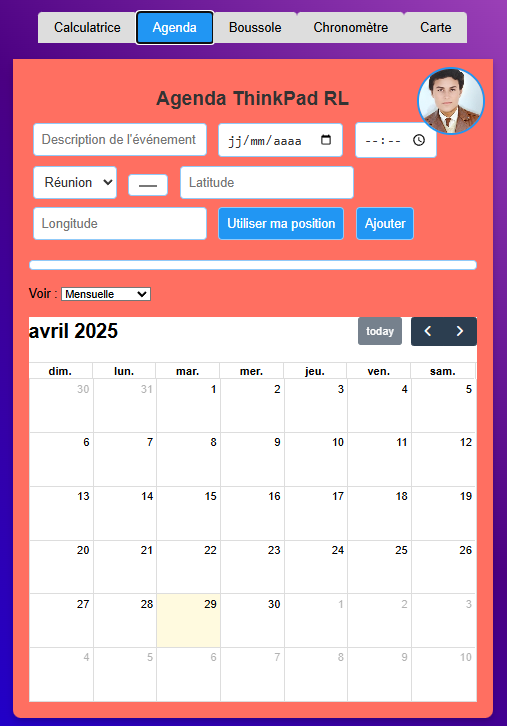 Calculatrice Agenda Boussole Chronomètre Carte
Agenda ThinkPad RL
Description de l'événement jj/mm/aaaa --:--
Réunion Latitude
Longitude Utiliser ma position Ajouter
Voir : Mensuelle
avril 2025 today
dim. lun. mar. mer. jeu. ven. sam.
30 31 1 2 3 4 5
6 7 8 9 10 11 12
13 14 15 16 17 18 19
20 21 22 23 24 25 26
27 28 29 30 1 2 3
4 5 6 7 8 9 10